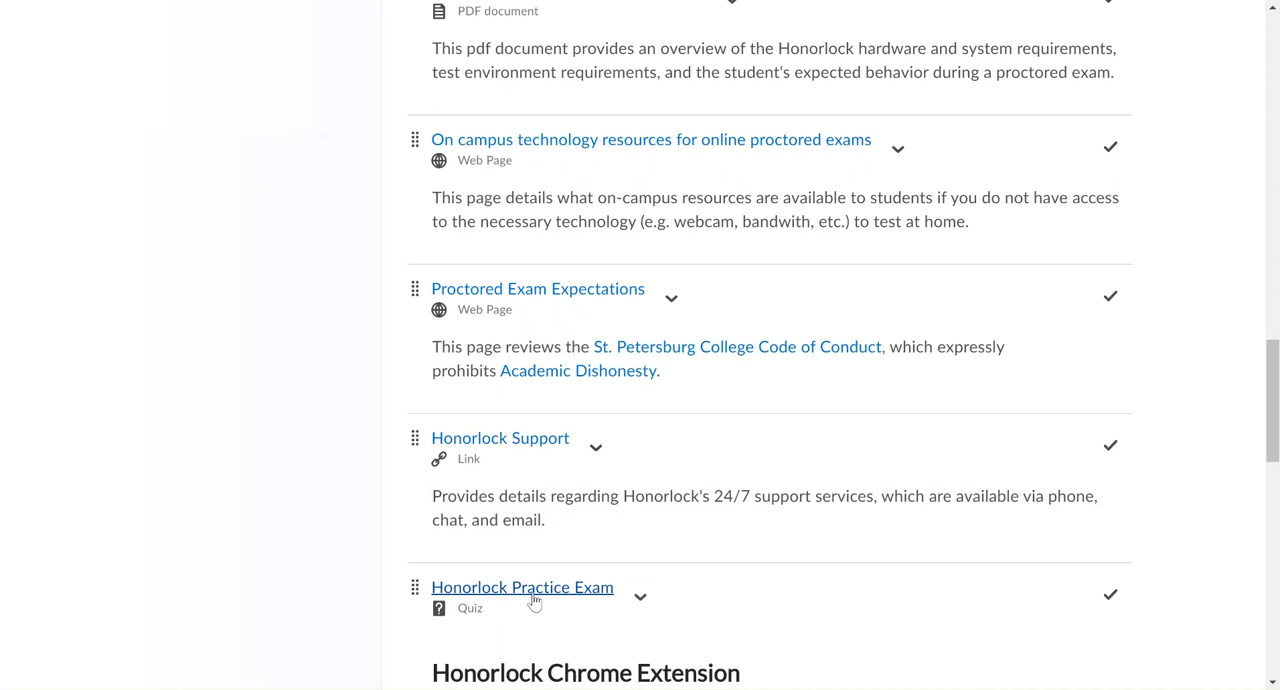 PDF document
This pdf document provides an overview of the Honorlock hardware and system requirements,
test environment requirements, and the student's expected behavior during a proctored exam.
On campus technology resources for online proctored exams
Web Page
This page details what on-campus resources are available to students if you do not have access
to the necessary technology (e.g. webcam, bandwith, etc.) to test at home.
Proctored Exam Expectations
Web Page
This page reviews the St. Petersburg College Code of Conduct, which expressly
prohibits Academic Dishonesty.
Honorlock Support
Link
Provides details regarding Honorlock's 24/7 support services, which are available via phone,
chat, and email.
Honorlock Practice Exam
Quiz
Honorlock Chrome Extension